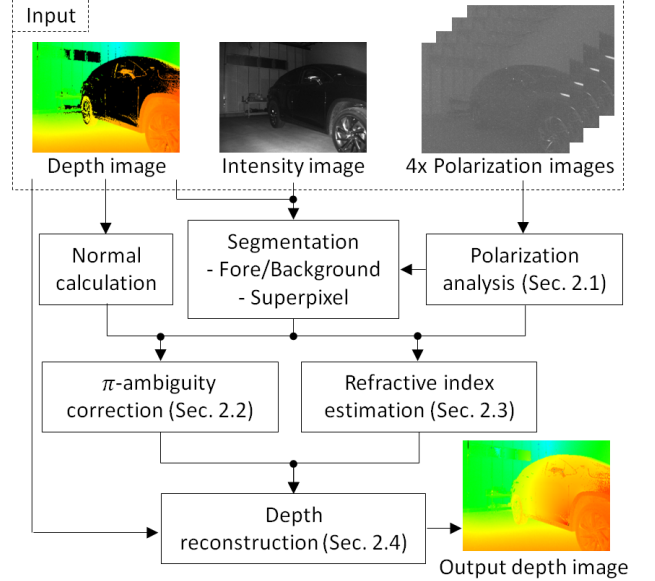 Input
Depth image
Intensity image
4x Polarization images
Normal
calculation
Segmentation
- Fore/Background
- Superpixel
Polarization
analysis (Sec. 2.1)
π-ambiguity
correction (Sec. 2.2)
Refractive index
estimation (Sec. 2.3)
Depth
reconstruction (Sec. 2.4)
Output depth image